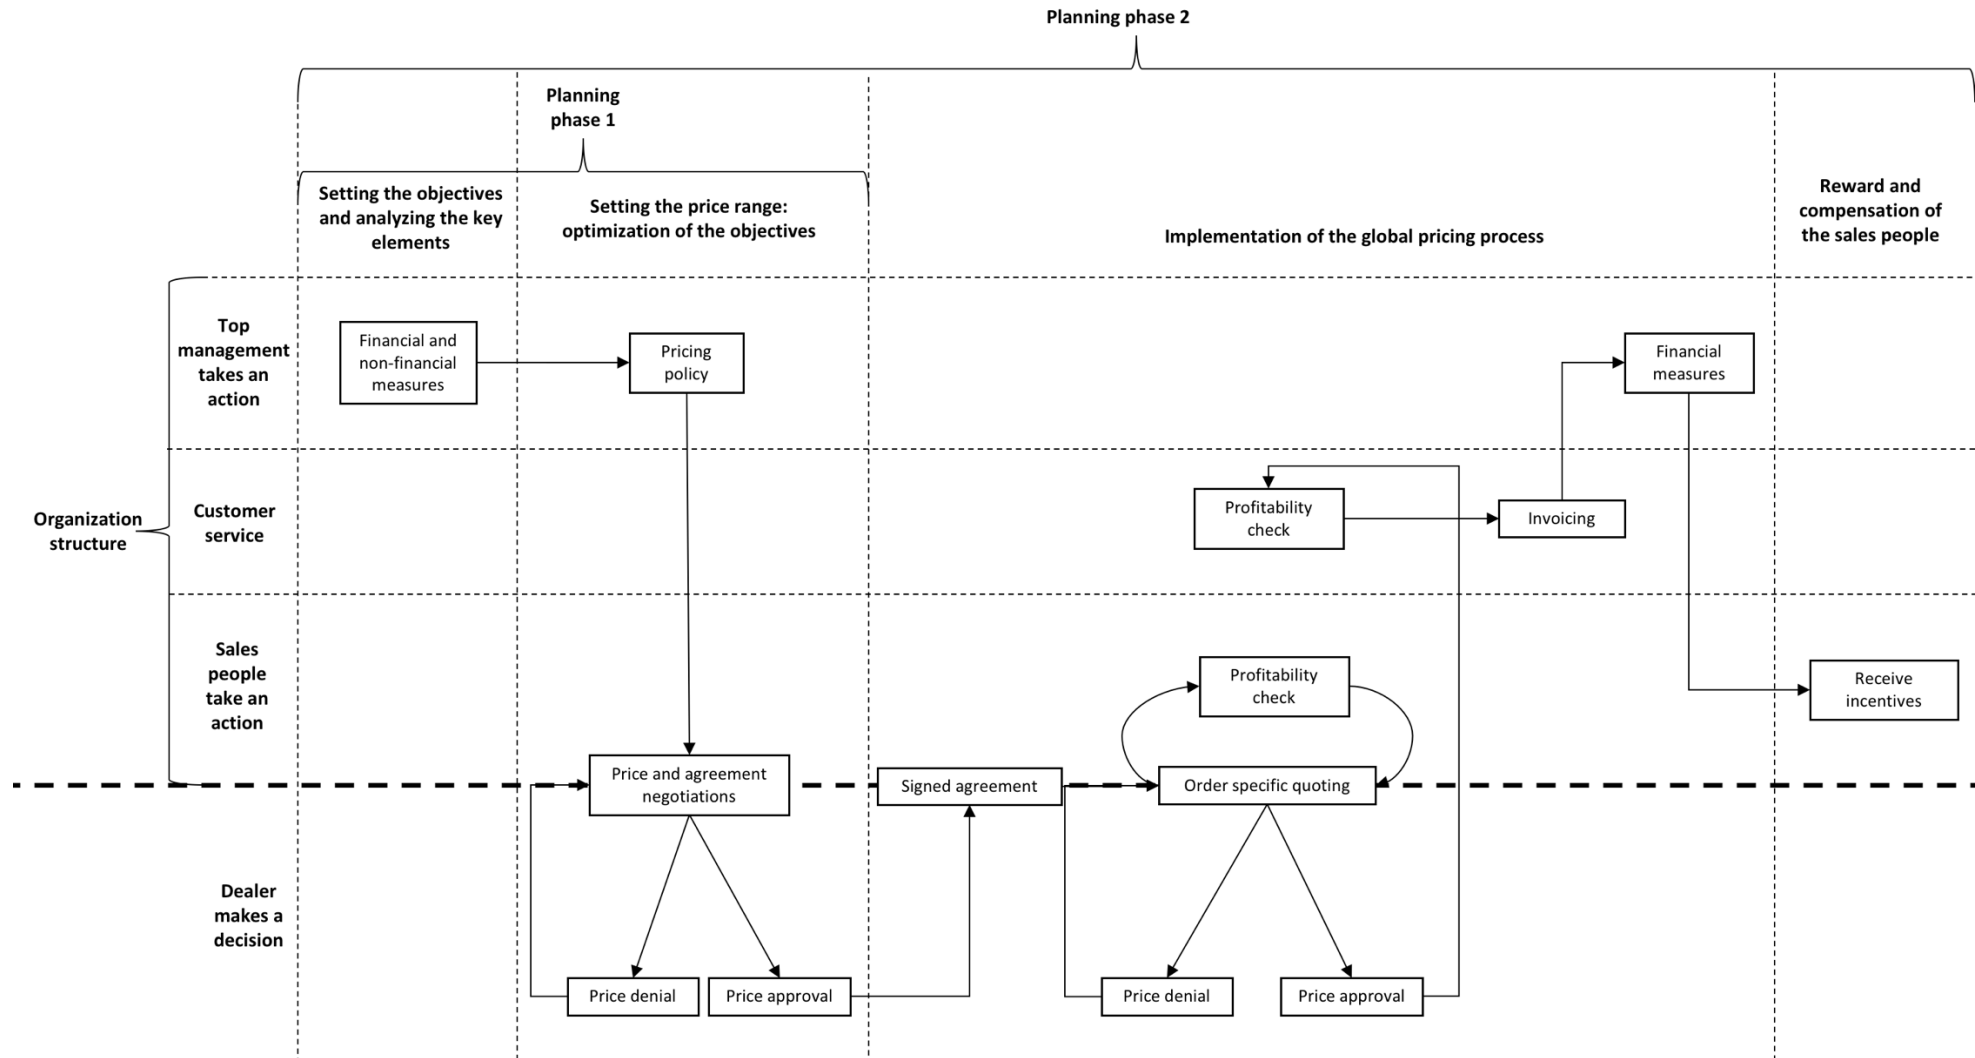 Planning phase 2
Planning
phase 1
Setting the objectives
and analyzing the key
elements
Setting the price range:
optimization of the objectives
Implementation of the global pricing process
Reward and
compensation of
the sales people
Organization
structure
Top
management
takes an
action
Financial and
non-financial
measures
Pricing
policy
Financial
measures
Customer
service
Profitability
check
Invoicing
Sales
people
take an
action
Profitability
check
Receive
incentives
Price and agreement
negotiations
Signed agreement
Order specific quoting
Dealer
makes a
decision
Price denial
Price approval
Price denial
Price approval